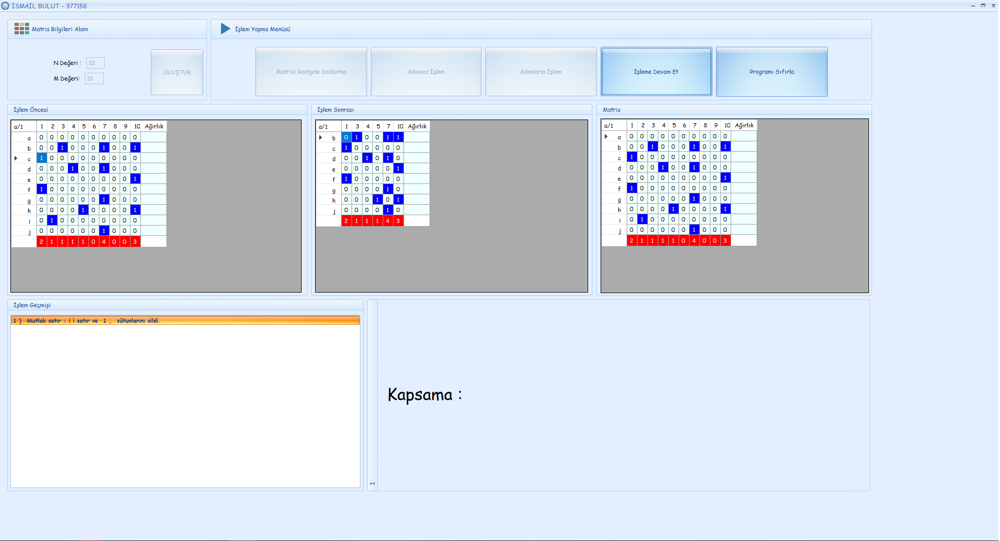 İSMAİL BULUT - 377158
Matris Bilgileri Alanı
İşlem Yapma Menüsü
N Değeri : 10
M Değeri: 10
OLUŞTUR
Matrisi Rastgele Doldurma
Adımsız İşlem
Adımlarla İşlem
İşleme Devam Et
Programı Sıfırla
İşlem Öncesi
a/1 1 2 3 4 5 6 7 8 9 10 Ağırlık
a 0 0 0 0 0 0 0 0 0 0
b 0 0 1 0 0 0 1 0 0 1
c 1 0 0 0 0 0 0 0 0 0
d 0 0 0 1 0 0 1 0 0 0
e 0 0 0 0 0 0 0 0 0 1
f 1 0 0 0 0 0 0 0 0 0
g 0 0 0 0 0 0 1 0 0 0
h 0 0 0 0 1 0 0 0 0 1
i 0 1 0 0 0 0 0 0 0 0
j 0 0 0 0 0 0 1 0 0 0
2 1 1 1 1 0 4 0 0 3
İşlem Sonrası
a/1 1 3 4 5 7 10 Ağırlık
b 0 1 0 0 1 1
c 1 0 0 0 0 0
d 0 0 1 0 1 0
e 0 0 0 0 0 1
f 1 0 0 0 0 0
g 0 0 0 0 1 0
h 0 0 0 1 0 1
j 0 0 0 0 1 0
2 1 1 1 4 3
Matris
a/1 1 2 3 4 5 6 7 8 9 10 Ağırlık
a 0 0 0 0 0 0 0 0 0 0
b 0 0 1 0 0 0 1 0 0 1
c 1 0 0 0 0 0 0 0 0 0
d 0 0 0 1 0 0 1 0 0 0
e 0 0 0 0 0 0 0 0 0 1
f 1 0 0 0 0 0 0 0 0 0
g 0 0 0 0 0 0 1 0 0 0
h 0 0 0 0 1 0 0 0 0 1
i 0 1 0 0 0 0 0 0 0 0
j 0 0 0 0 0 0 1 0 0 0
2 1 1 1 1 0 4 0 0 3
İşlem Geçmişi
1 ) Mutlak satır : i i satır ve 1 , sütunlarını sildi.
Kapsama :